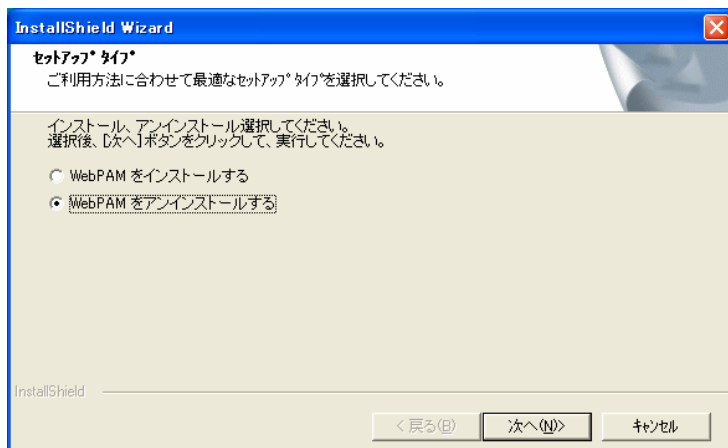 InstallShield Wizard
ｾｯﾄｱｯﾌﾟ ﾀｲﾌﾟ
ご利用方法に合わせて最適なｾｯﾄｱｯﾌﾟ ﾀｲﾌﾟを選択してください。
インストール、アンインストール選択してください。
選択後、[次へ]ボタンをクリックして、実行してください。
WebPAM をインストールする
WebPAM をアンインストールする
InstallShield
< 戻る(B)
次へ(N)>
ｷｬﾝｾﾙ